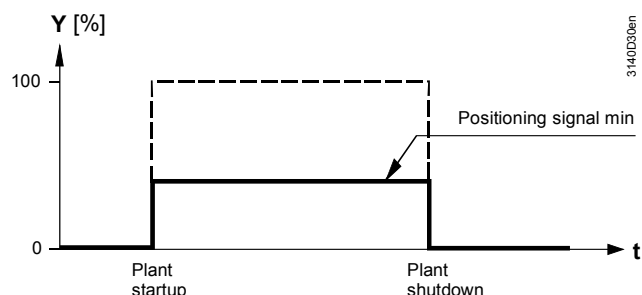 Y [%]
3140D30en
100
Positioning signal min
0
t
Plant
startup
Plant
shutdown